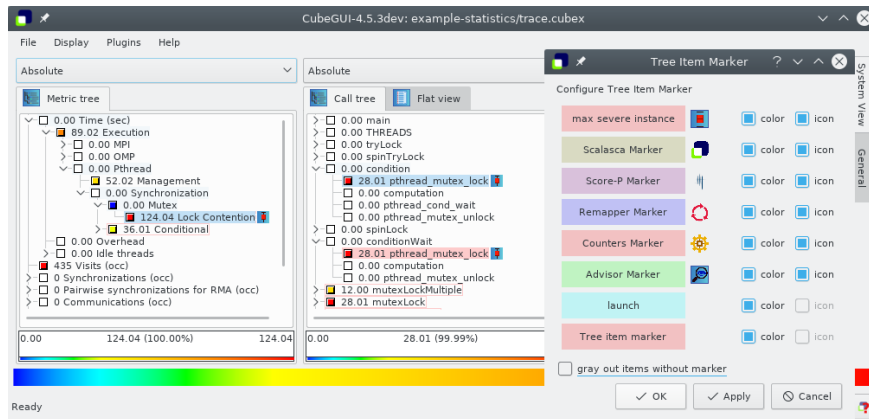 CubeGUI-4.5.3dev: example-statistics/trace.cubex
File Display Plugins Help
Absolute
Metric tree
0.00 Time (sec)
89.02 Execution
0.00 MPI
0.00 OMP
0.00 Pthread
52.02 Management
0.00 Synchronization
0.00 Mutex
124.04 Lock Contention
36.01 Conditional
0.00 Overhead
0.00 Idle threads
435 Visits (occ)
0 Synchronizations (occ)
0 Pairwise synchronizations for RMA (occ)
0 Communications (occ)
0.00 124.04 (100.00%) 124.04
Absolute
Call tree Flat view
0.00 main
0.00 THREADS
0.00 tryLock
0.00 spinTryLock
0.00 condition
28.01 pthread_mutex_lock
0.00 computation
0.00 pthread_cond_wait
0.00 pthread_mutex_unlock
0.00 spinLock
0.00 conditionWait
28.01 pthread_mutex_lock
0.00 computation
0.00 pthread_mutex_unlock
12.00 mutexLockMultiple
28.01 mutexLock
0.00 28.01 (99.99%)
Tree Item Marker
Configure Tree Item Marker
max severe instance color icon
Scalasca Marker color icon
Score-P Marker color icon
Remapper Marker color icon
Counters Marker color icon
Advisor Marker color icon
launch color icon
Tree item marker color icon
gray out items without marker
OK Apply Cancel
System View
General
Ready